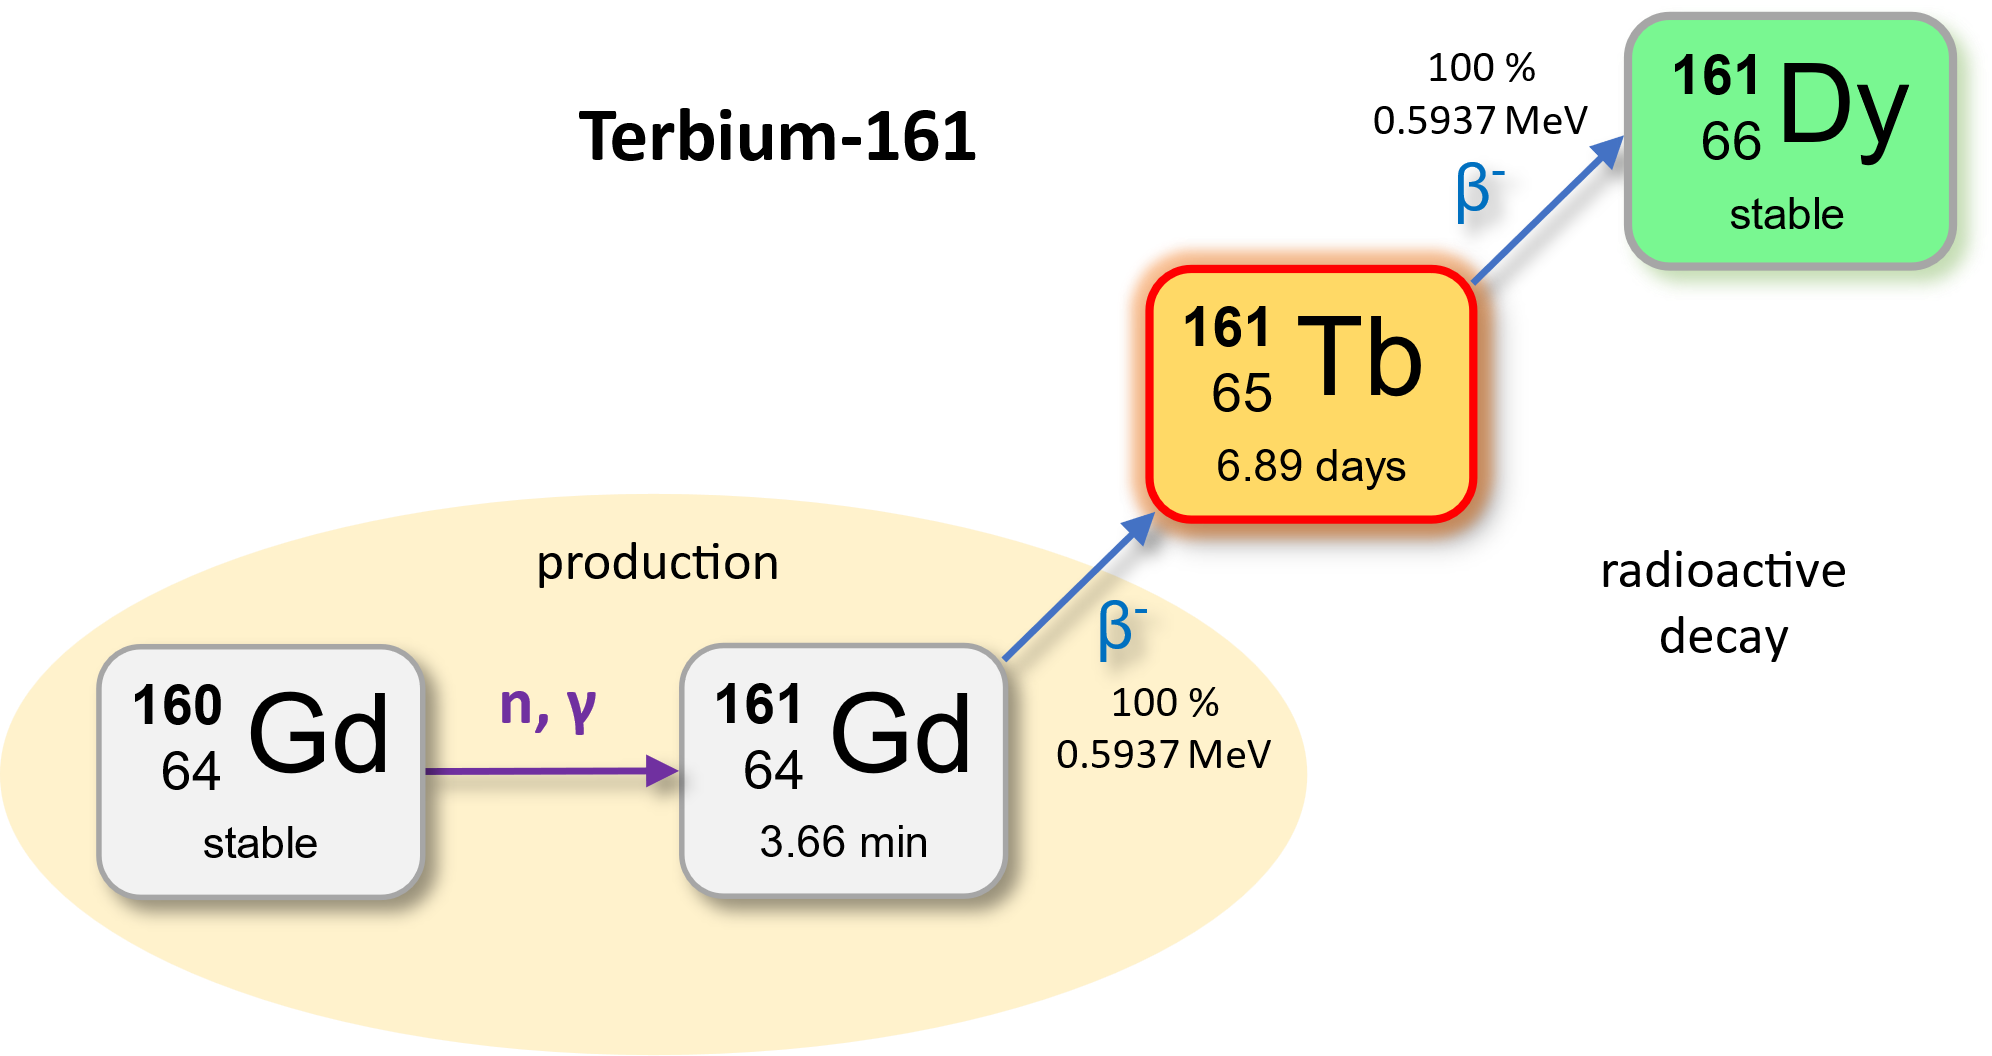 Terbium-161
100 %
0.5937 MeV
β-
161
66 Dy
stable
161
65 Tb
6.89 days
production
radioactive
decay
160
64 Gd
stable
n, γ
161
64 Gd
3.66 min
β-
100 %
0.5937 MeV